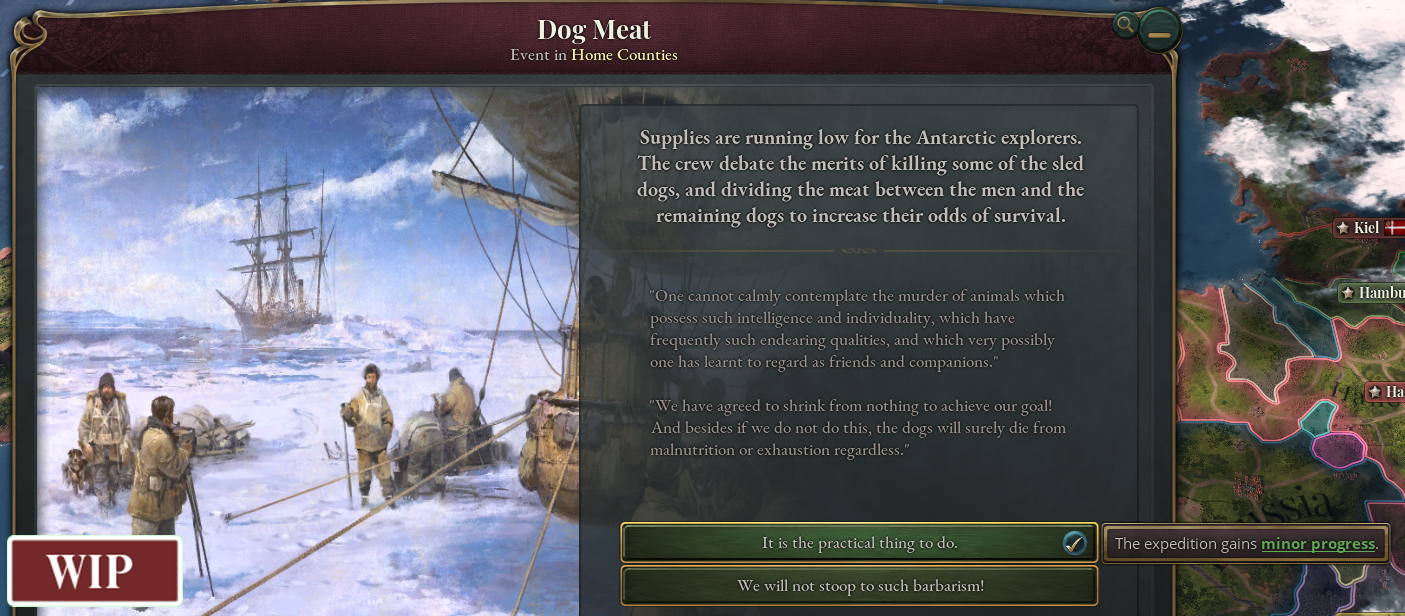 Dog Meat
Event in Home Counties
Supplies are running low for the Antarctic explorers.
The crew debate the merits of killing some of the sled
dogs, and dividing the meat between the men and the
remaining dogs to increase their odds of survival.
"One cannot calmly contemplate the murder of animals which
possess such intelligence and individuality, which have
frequently such endearing qualities, and which very possibly
one has learnt to regard as friends and companions."
"We have agreed to shrink from nothing to achieve our goal!
And besides if we do not do this, the dogs will surely die from
malnutrition or exhaustion regardless."
It is the practical thing to do.
The expedition gains minor progress.
We will not stoop to such barbarism!
WIP
Kiel
Hambu
Ha
ussia